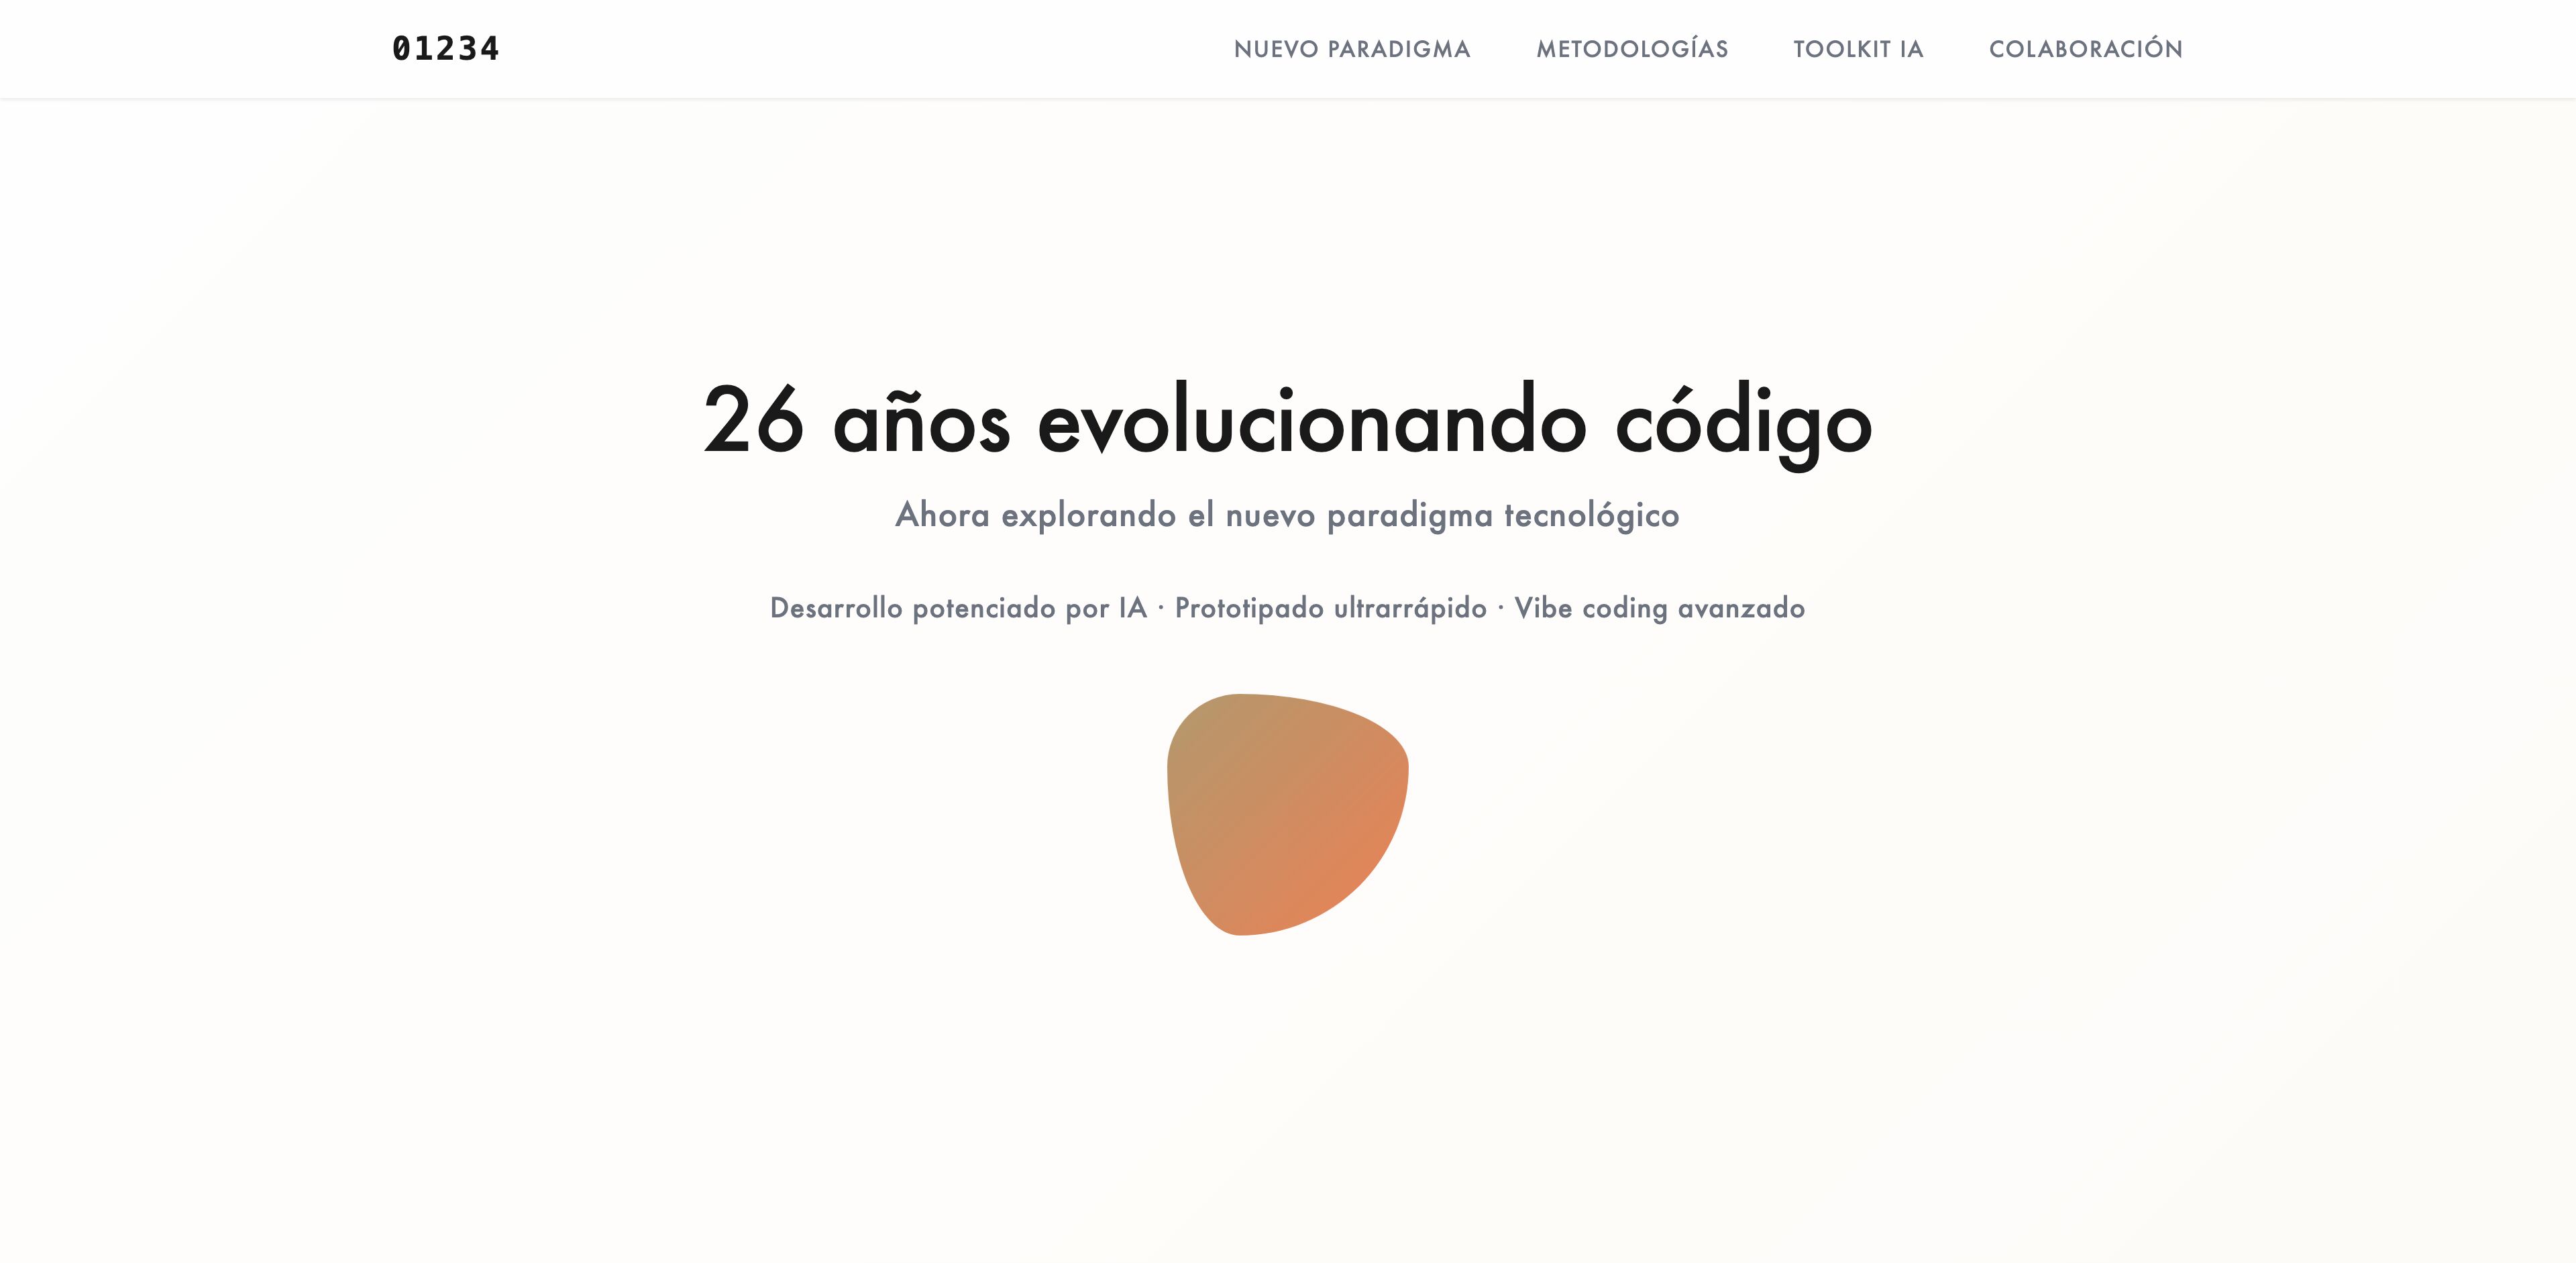 01234
NUEVO PARADIGMA METODOLOGÍAS TOOLKIT IA COLABORACIÓN
26 años evolucionando código
Ahora explorando el nuevo paradigma tecnológico
Desarrollo potenciado por IA · Prototipado ultrarrápido · Vibe coding avanzado